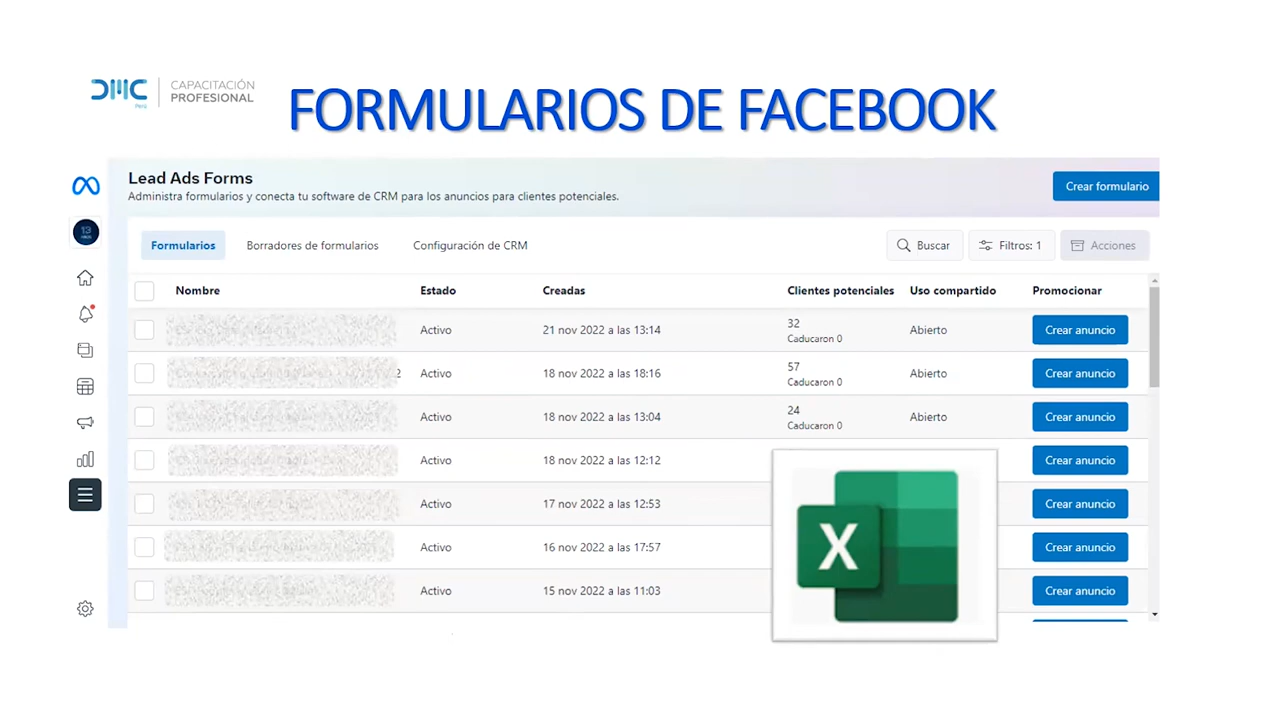 DMC
Perú
CAPACITACIÓN
PROFESIONAL
FORMULARIOS DE FACEBOOK
Lead Ads Forms
Administra formularios y conecta tu software de CRM para los anuncios para clientes potenciales.
Crear formulario
13
Formularios Borradores de formularios Configuración de CRM Buscar Filtros: 1 Acciones
Nombre Estado Creadas Clientes potenciales Uso compartido Promocionar
Activo 21 nov 2022 a las 13:14 32 Abierto Crear anuncio
Caducaron 0
2 Activo 18 nov 2022 a las 18:16 57 Abierto Crear anuncio
Caducaron 0
Activo 18 nov 2022 a las 13:04 24 Abierto Crear anuncio
Caducaron 0
Activo 18 nov 2022 a las 12:12 Crear anuncio
Activo 17 nov 2022 a las 12:53 Crear anuncio
Activo 16 nov 2022 a las 17:57 Crear anuncio
Activo 15 nov 2022 a las 11:03 Crear anuncio
X